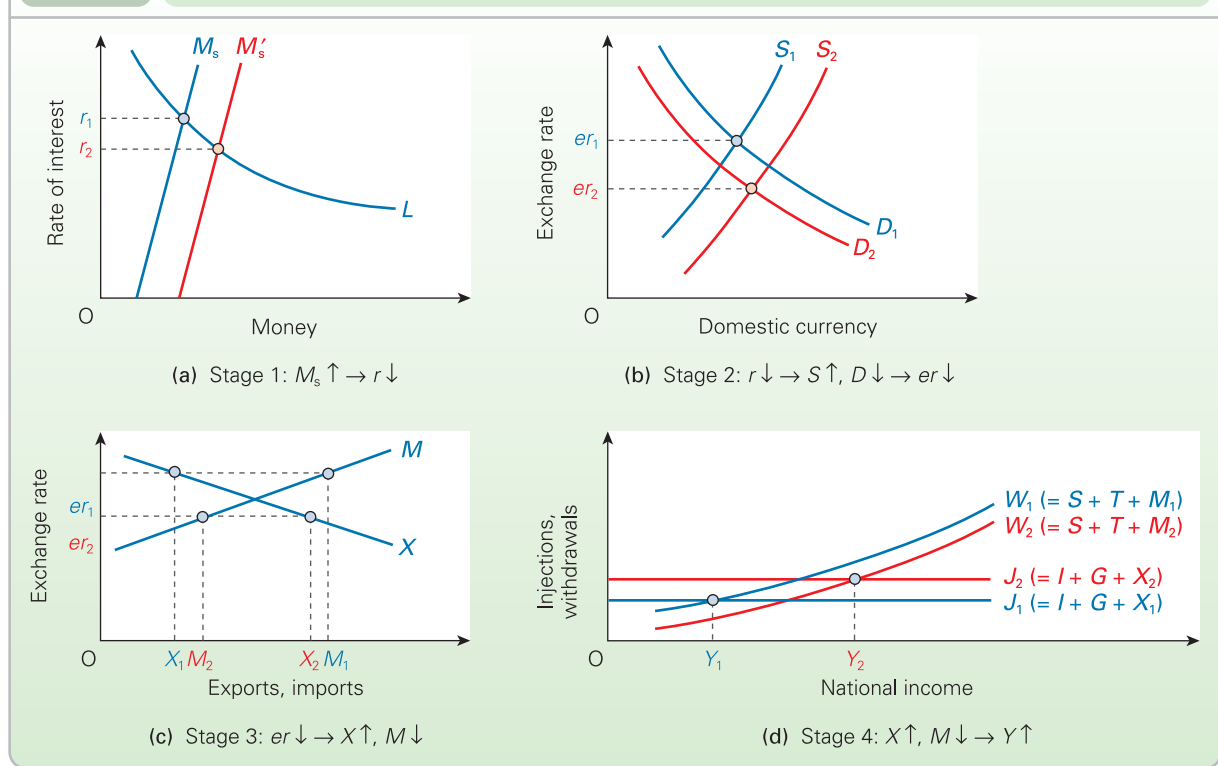 Rate of interest
r₁
r₂
Mₛ
Mₛ′
L
O
Money
(a) Stage 1: Mₛ ↑ → r ↓
Exchange rate
er₁
er₂
S₁
S₂
D₁
D₂
O
Domestic currency
(b) Stage 2: r ↓ → S ↑, D ↓ → er ↓
Exchange rate
er₁
er₂
M
X
O
X₁ M₂ X₂ M₁
Exports, imports
(c) Stage 3: er ↓ → X ↑, M ↓
Injections,
withdrawals
W₁ (= S + T + M₁)
W₂ (= S + T + M₂)
J₂ (= I + G + X₂)
J₁ (= I + G + X₁)
O
Y₁
Y₂
National income
(d) Stage 4: X ↑, M ↓ → Y ↑